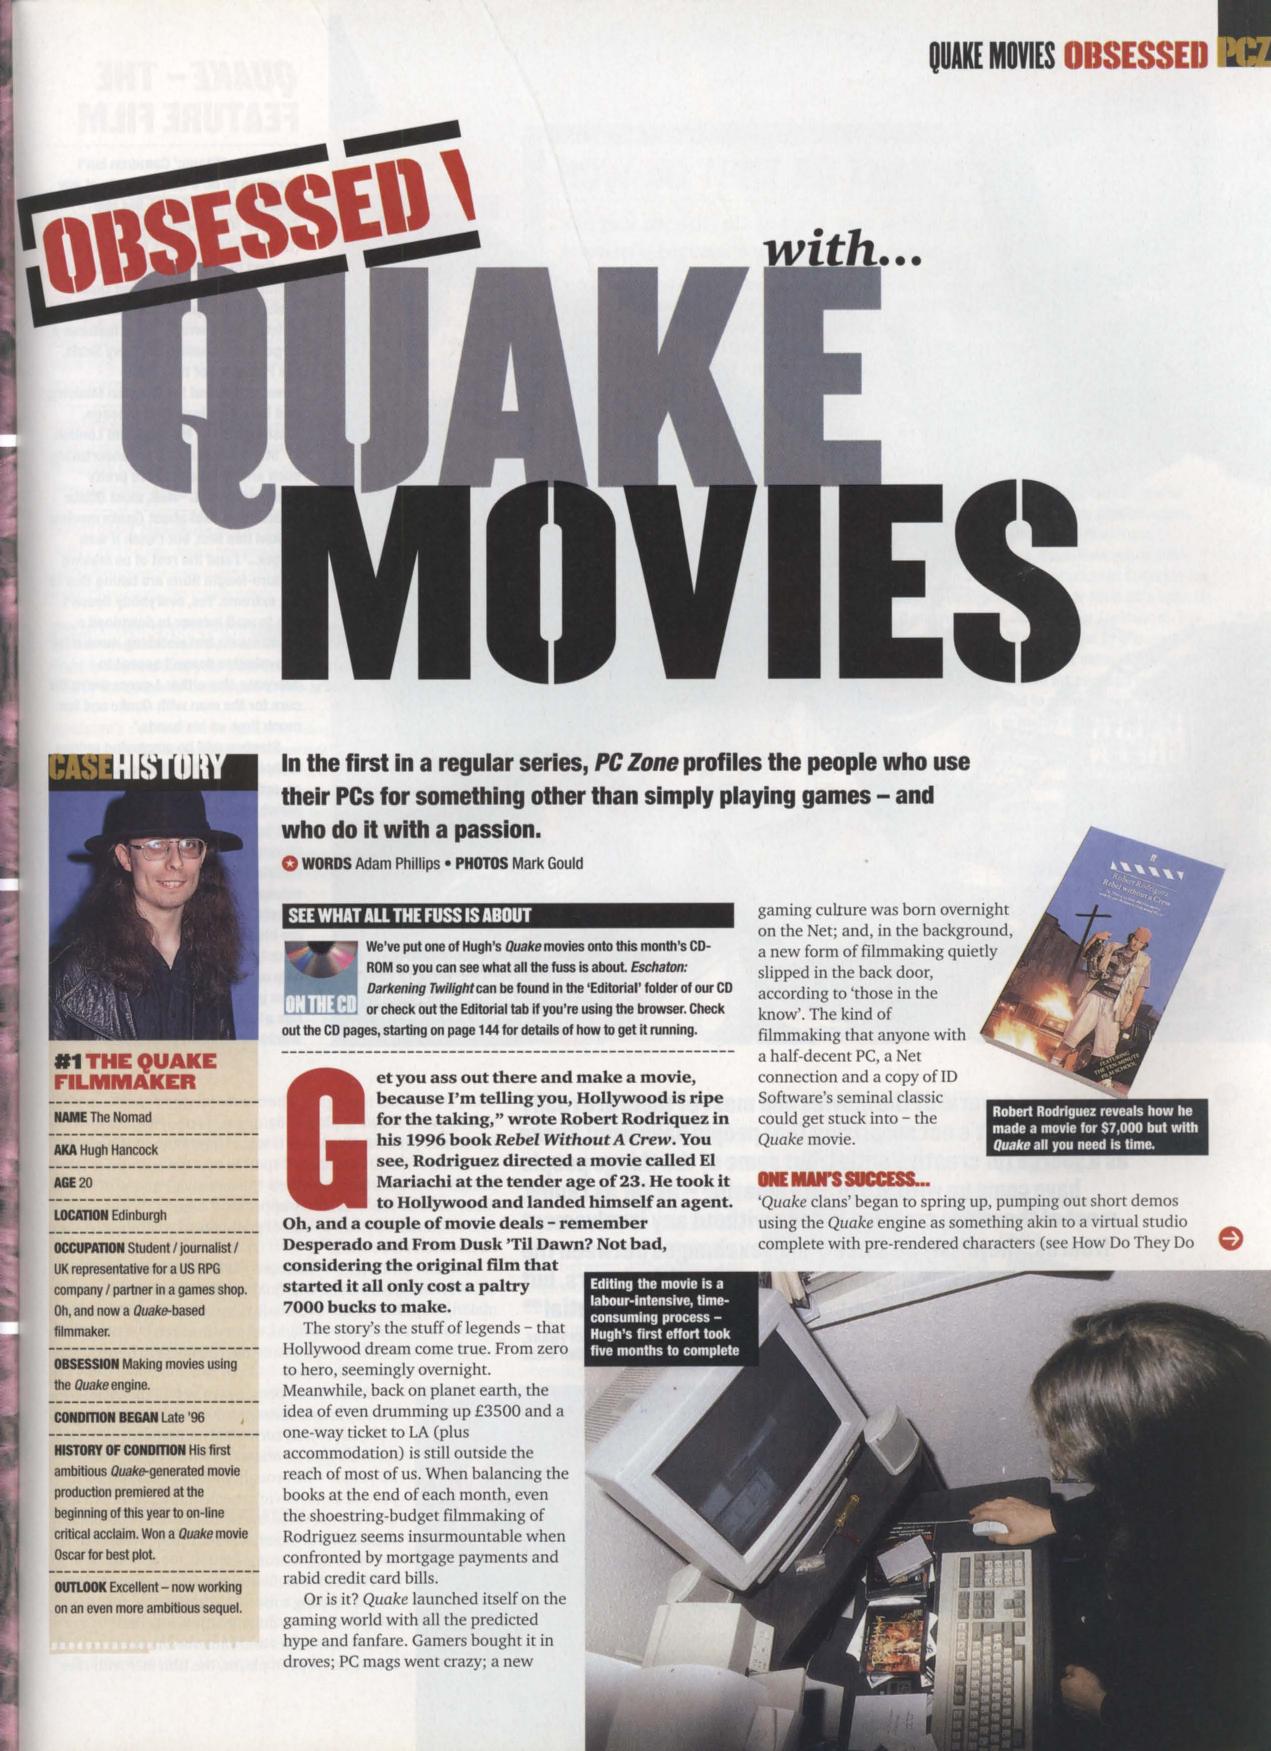 QUAKE MOVIES OBSESSED PCZ
OBSESSED!
with...
QUAKE
MOVIES
CASEHISTORY
#1 THE QUAKE
FILMMAKER
NAME The Nomad
AKA Hugh Hancock
AGE 20
LOCATION Edinburgh
OCCUPATION Student / journalist /
UK representative for a US RPG
company / partner in a games shop.
Oh, and now a Quake-based
filmmaker.
OBSESSION Making movies using
the Quake engine.
CONDITION BEGAN Late '96
HISTORY OF CONDITION His first
ambitious Quake-generated movie
production premiered at the
beginning of this year to on-line
critical acclaim. Won a Quake movie
Oscar for best plot.
OUTLOOK Excellent – now working
on an even more ambitious sequel.
In the first in a regular series, PC Zone profiles the people who use
their PCs for something other than simply playing games – and
who do it with a passion.
WORDS Adam Phillips • PHOTOS Mark Gould
SEE WHAT ALL THE FUSS IS ABOUT
ON THE CD
We've put one of Hugh's Quake movies onto this month's CD-
ROM so you can see what all the fuss is about. Eschaton:
Darkening Twilight can be found in the 'Editorial' folder of our CD
or check out the Editorial tab if you're using the browser. Check
out the CD pages, starting on page 144 for details of how to get it running.
Get you ass out there and make a movie,
because I'm telling you, Hollywood is ripe
for the taking," wrote Robert Rodriquez in
his 1996 book Rebel Without A Crew. You
see, Rodriguez directed a movie called El
Mariachi at the tender age of 23. He took it
to Hollywood and landed himself an agent.
Oh, and a couple of movie deals – remember
Desperado and From Dusk 'Til Dawn? Not bad,
considering the original film that
started it all only cost a paltry
7000 bucks to make.
The story's the stuff of legends – that
Hollywood dream come true. From zero
to hero, seemingly overnight.
Meanwhile, back on planet earth, the
idea of even drumming up £3500 and a
one-way ticket to LA (plus
accommodation) is still outside the
reach of most of us. When balancing the
books at the end of each month, even
the shoestring-budget filmmaking of
Rodriguez seems insurmountable when
confronted by mortgage payments and
rabid credit card bills.
Or is it? Quake launched itself on the
gaming world with all the predicted
hype and fanfare. Gamers bought it in
droves; PC mags went crazy; a new
gaming culture was born overnight
on the Net; and, in the background,
a new form of filmmaking quietly
slipped in the back door,
according to 'those in the
know'. The kind of
filmmaking that anyone with
a half-decent PC, a Net
connection and a copy of ID
Software's seminal classic
could get stuck into – the
Quake movie.
Robert Rodriguez
Rebel without a Crew
FEATURING
THE TEN-MINUTE
FILM SCHOOL
Robert Rodriguez reveals how he
made a movie for $7,000 but with
Quake all you need is time.
ONE MAN'S SUCCESS...
'Quake clans' began to spring up, pumping out short demos
using the Quake engine as something akin to a virtual studio
complete with pre-rendered characters (see How Do They Do
Editing the movie is a
labour-intensive, time-
consuming process –
Hugh's first effort took
five months to complete